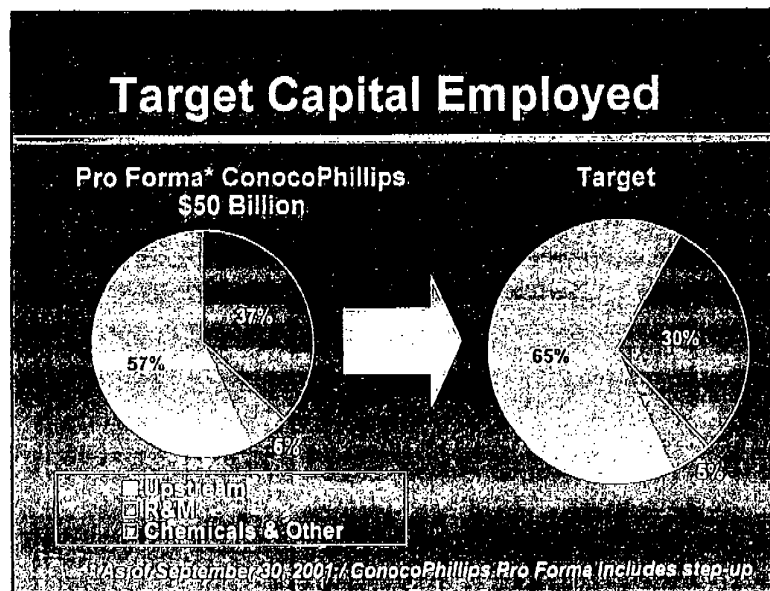 Target Capital Employed
Pro Forma* ConocoPhillips
$50 Billion
Target
37%
57%
6%
30%
65%
5%
Upstream
R&M
Chemicals & Other
*As of September 30, 2001 / ConocoPhillips Pro Forma includes step-up